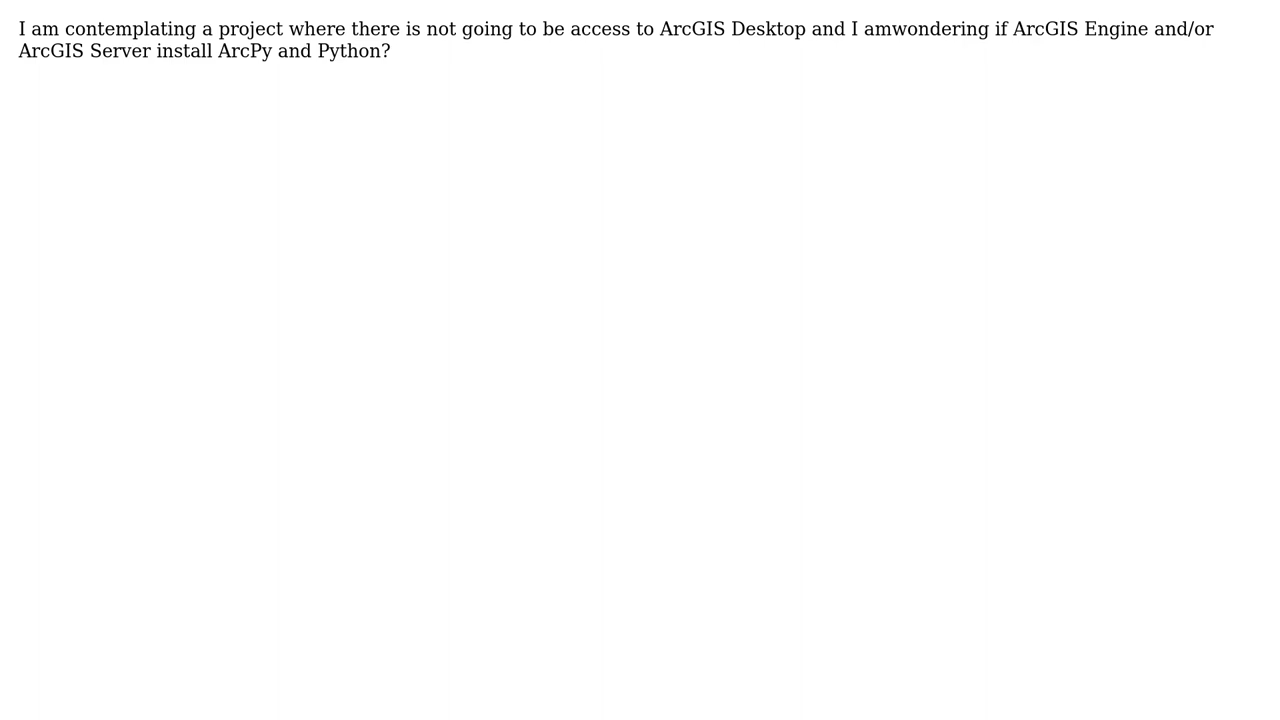 I am contemplating a project where there is not going to be access to ArcGIS Desktop and I amwondering if ArcGIS Engine and/or
ArcGIS Server install ArcPy and Python?